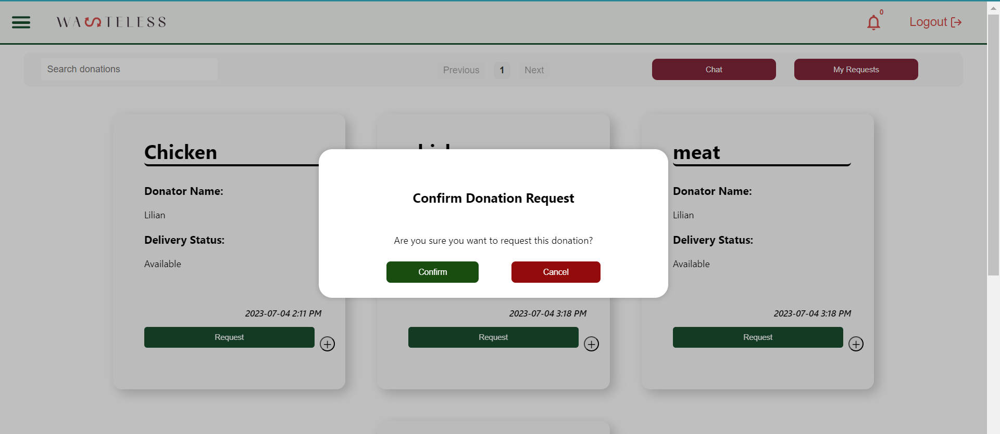 WASTELESS
0
Logout
Search donations
Previous 1 Next
Chat
My Requests
Chicken
meat
Confirm Donation Request
Are you sure you want to request this donation?
Confirm
Cancel
Donator Name:
Lilian
Delivery Status:
Available
Donator Name:
Lilian
Delivery Status:
Available
2023-07-04 2:11 PM
2023-07-04 3:18 PM
2023-07-04 3:18 PM
Request
Request
Request